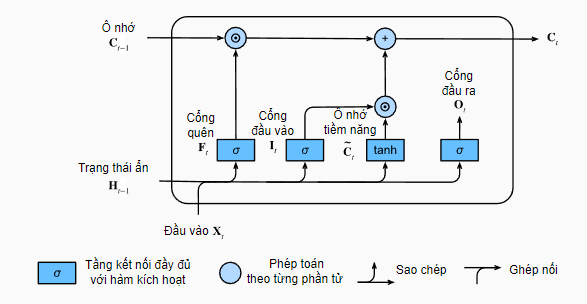 Ô nhớ
C_{t-1}
C_t
Cổng
đầu ra
O_t
Cổng
quên
F_t
Cổng
đầu vào
I_t
Ô nhớ
tiềm năng
C̃_t
σ
σ
tanh
σ
Trạng thái ẩn
H_{t-1}
Đầu vào X_t
σ
Tầng kết nối đầy đủ
với hàm kích hoạt
Phép toán
theo từng phần tử
Sao chép
Ghép nối